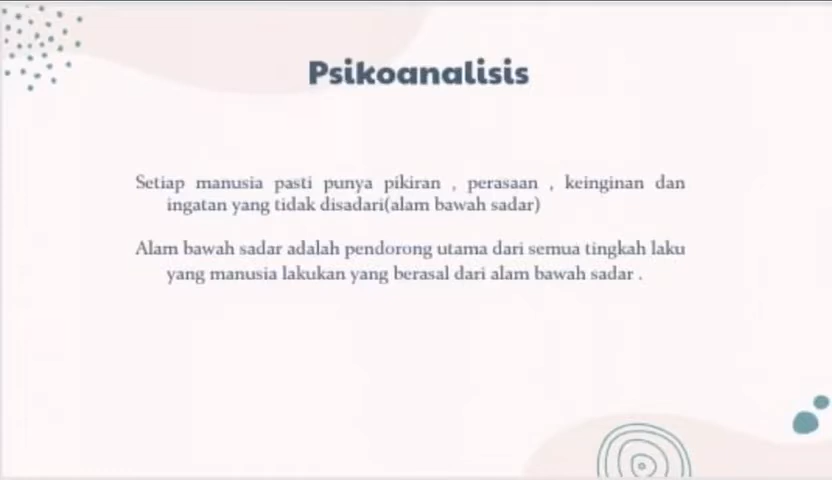 Psikoanalisis
Setiap manusia pasti punya pikiran , perasaan , keinginan dan
ingatan yang tidak disadari(alam bawah sadar)
Alam bawah sadar adalah pendorong utama dari semua tingkah laku
yang manusia lakukan yang berasal dari alam bawah sadar .